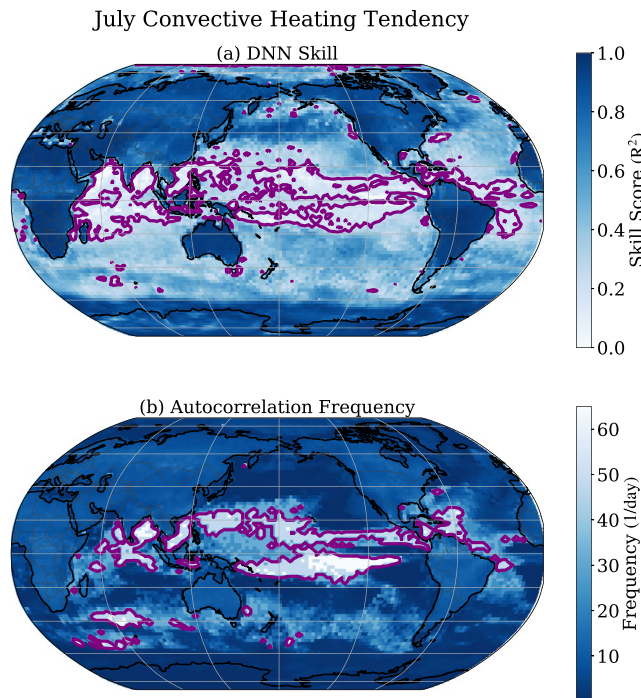 July Convective Heating Tendency
(a) DNN Skill
1.0
0.8
0.6
0.4
0.2
0.0
Skill Score (R²)
(b) Autocorrelation Frequency
60
50
40
30
20
10
Frequency (1/day)